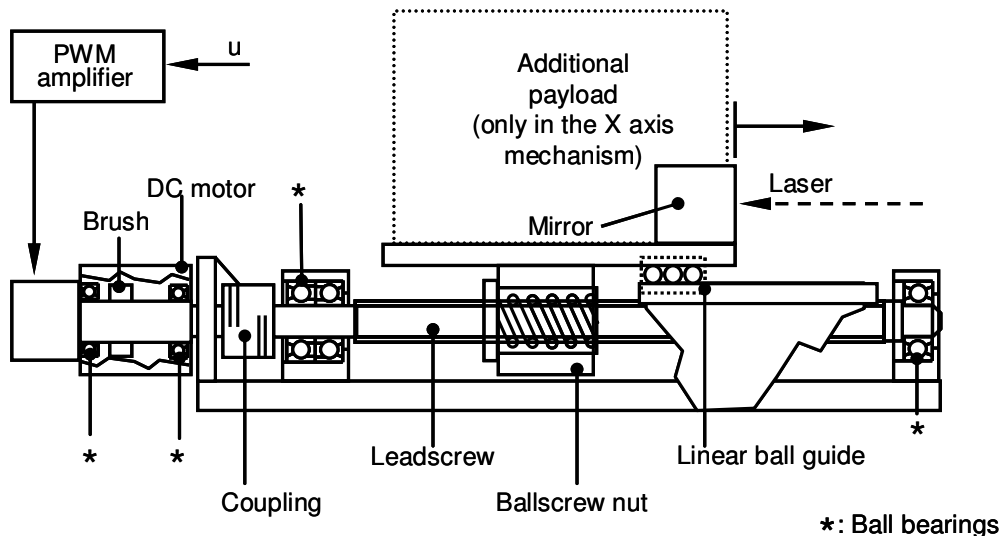 PWM
amplifier
u
Additional
payload
(only in the X axis
mechanism)
Laser
Mirror
DC motor
*
Brush
*
*
*
Leadscrew
Linear ball guide
Coupling
Ballscrew nut
*: Ball bearings